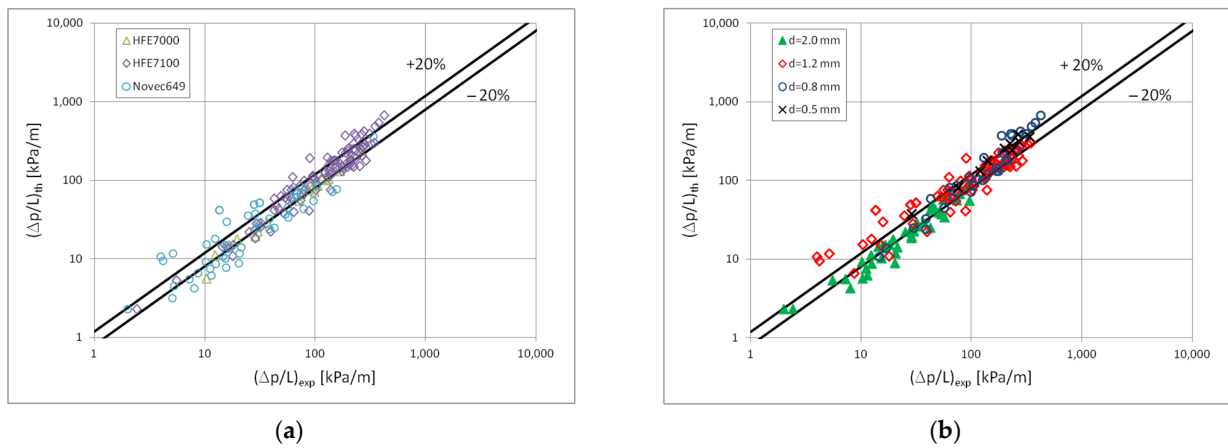 10,000
1,000
100
10
1
(Δp/L)th [kPa/m]
HFE7000
HFE7100
Novec649
+20%
−20%
1
10
100
1,000
10,000
(Δp/L)exp [kPa/m]
(a)
10,000
1,000
100
10
1
(Δp/L)th [kPa/m]
d=2.0 mm
d=1.2 mm
d=0.8 mm
d=0.5 mm
+ 20%
− 20%
1
10
100
1,000
10,000
(Δp/L)exp [kPa/m]
(b)